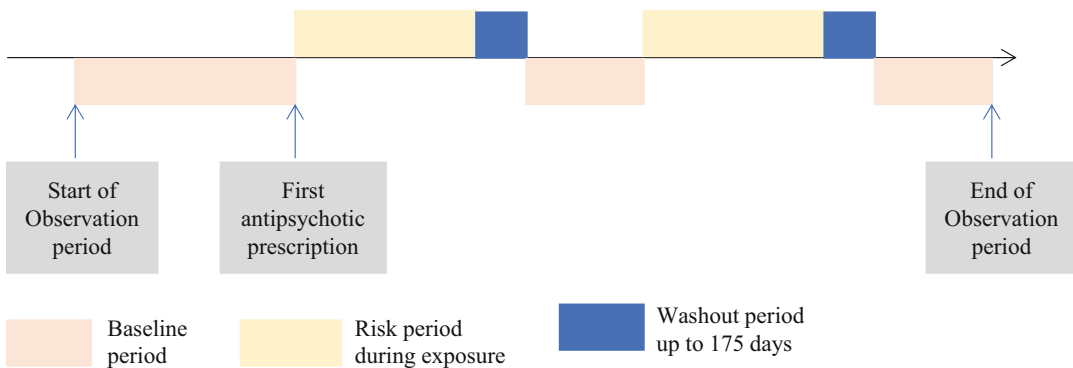 Start of
Observation
period
First
antipsychotic
prescription
End of
Observation
period
Baseline
period
Risk period
during exposure
Washout period
up to 175 days